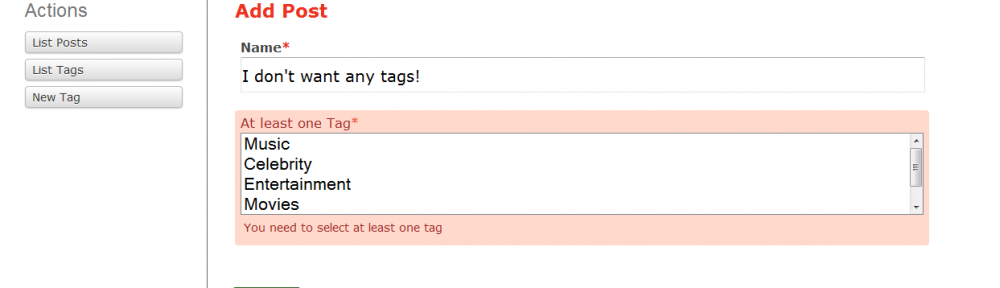 Actions
List Posts
List Tags
New Tag
Add Post
Name*
I don't want any tags!
At least one Tag*
Music
Celebrity
Entertainment
Movies
You need to select at least one tag